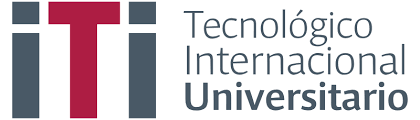 iTi
Tecnológico
Internacional
Universitario